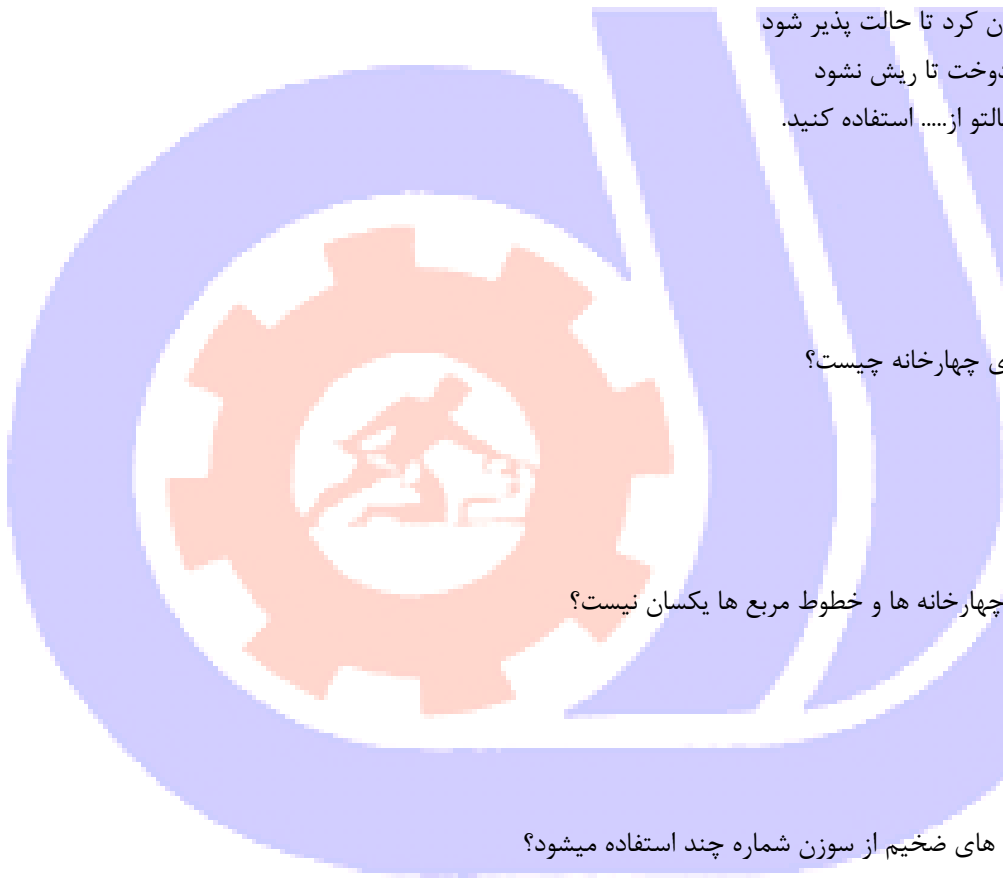 ن کرد تا حالت پذیر شود
دوخت تا ریش نشود
التو از..... استفاده کنید.
ی چهارخانه چیست؟
چهارخانه ها و خطوط مربع ها یکسان نیست؟
های ضخیم از سوزن شماره چند استفاده میشود؟